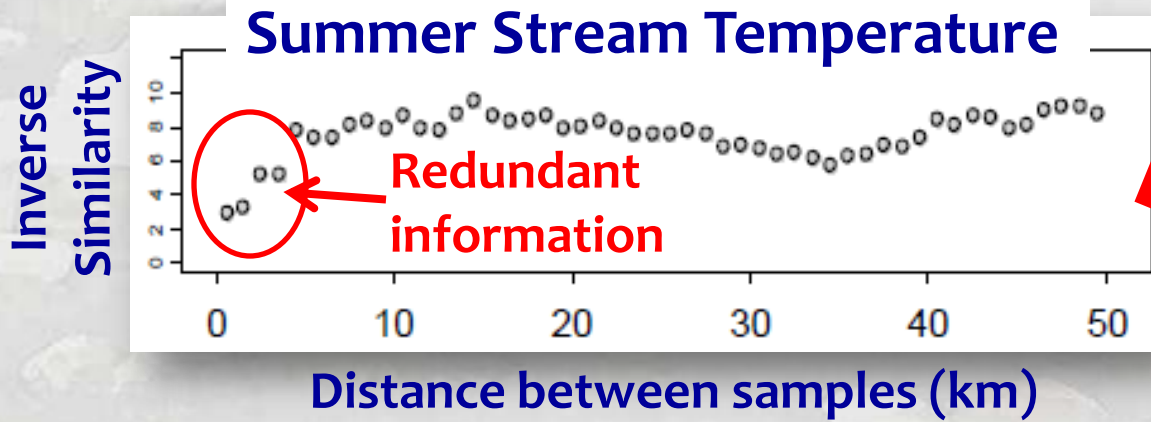 Summer Stream Temperature
Inverse
Similarity
10
8
6
4
2
0
Redundant
information
0 10 20 30 40 50
Distance between samples (km)